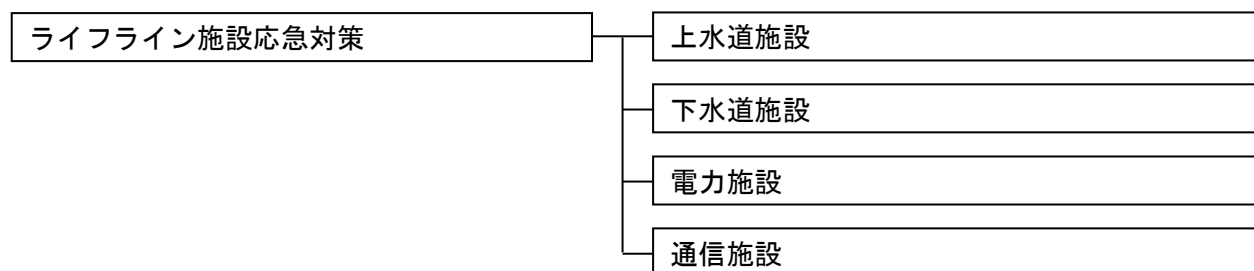 ライフライン施設応急対策
上水道施設
下水道施設
電力施設
通信施設